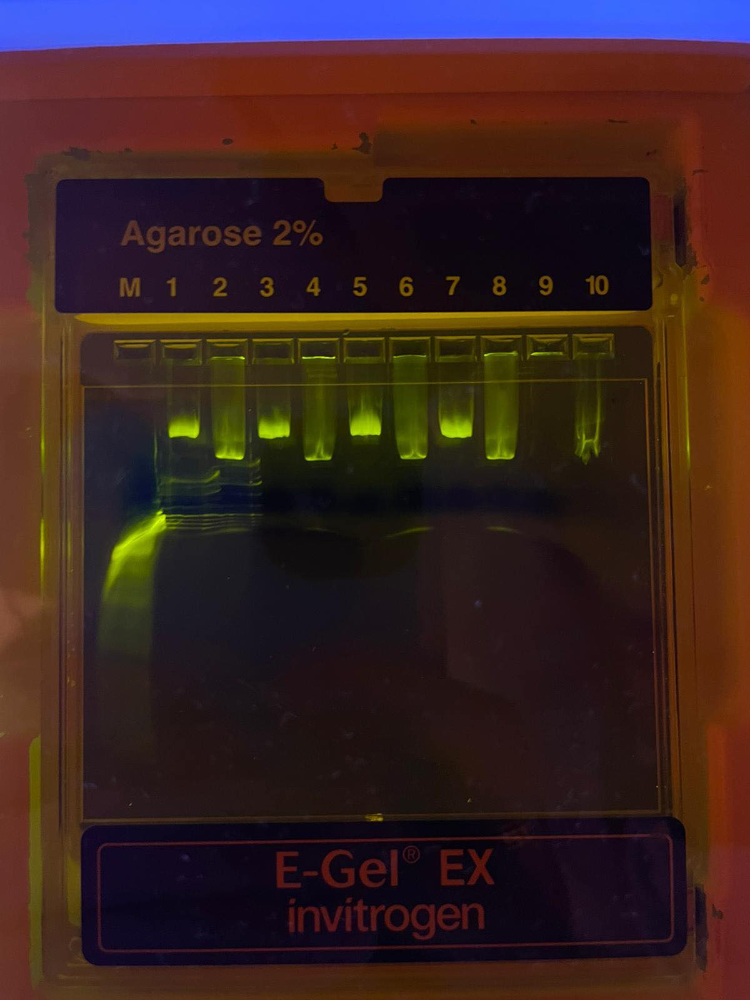 Agarose 2%
M 1 2 3 4 5 6 7 8 9 10
E-Gel® EX
invitrogen